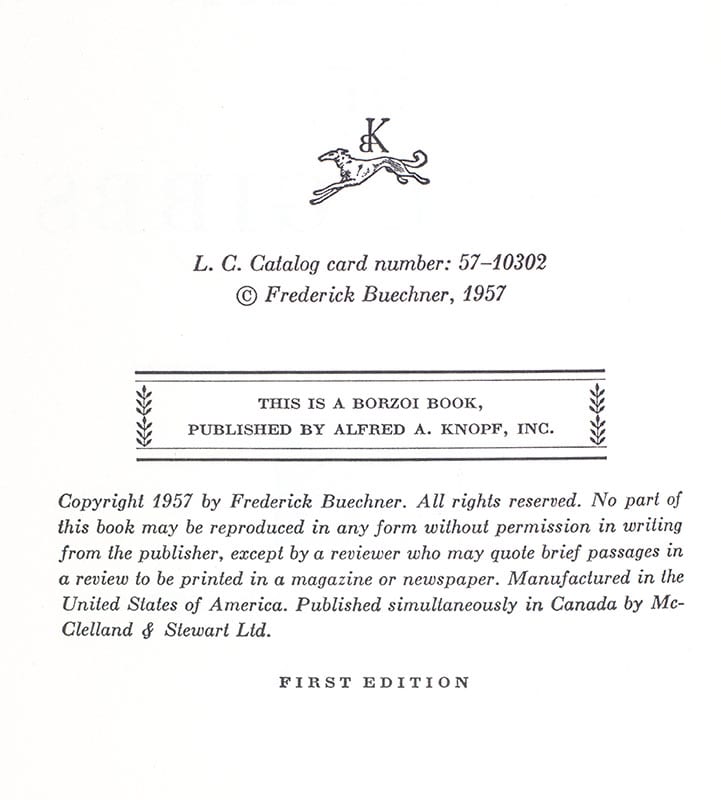 BK
L. C. Catalog card number: 57–10302
© Frederick Buechner, 1957
THIS IS A BORZOI BOOK,
PUBLISHED BY ALFRED A. KNOPF, INC.
Copyright 1957 by Frederick Buechner. All rights reserved. No part of
this book may be reproduced in any form without permission in writing
from the publisher, except by a reviewer who may quote brief passages in
a review to be printed in a magazine or newspaper. Manufactured in the
United States of America. Published simultaneously in Canada by Mc-
Clelland & Stewart Ltd.
FIRST EDITION